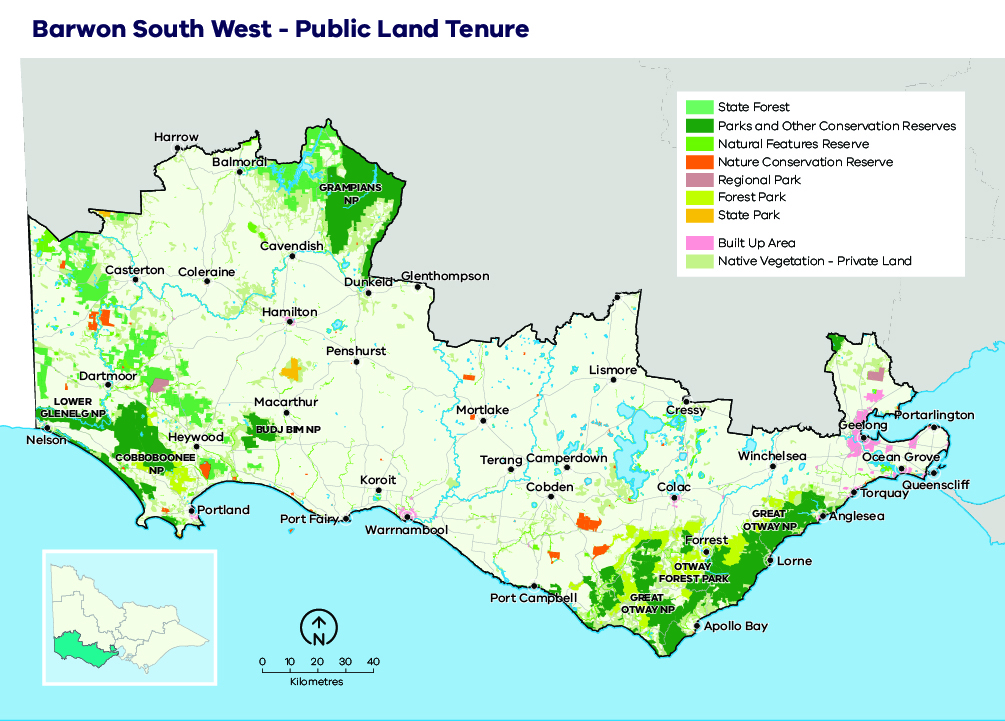 Barwon South West - Public Land Tenure
State Forest
Parks and Other Conservation Reserves
Natural Features Reserve
Nature Conservation Reserve
Regional Park
Forest Park
State Park
Built Up Area
Native Vegetation - Private Land
Harrow
Balmoral
GRAMPIANS
NP
Cavendish
Casterton
Coleraine
Dunkeld
Glenthompson
Hamilton
Penshurst
Lismore
Dartmoor
LOWER
GLENELG NP
Macarthur
Mortlake
Cressy
Portarlington
Geelong
Nelson
Heywood
BUDJ BIM NP
COBBOBOONEE
NP
Terang
Camperdown
Winchelsea
Ocean Grove
Queenscliff
Koroit
Cobden
Colac
Torquay
Portland
Port Fairy
Warrnambool
GREAT
OTWAY NP
Anglesea
Forrest
Lorne
OTWAY
FOREST PARK
Port Campbell
GREAT
OTWAY NP
Apollo Bay
N
0 10 20 30 40
Kilometres